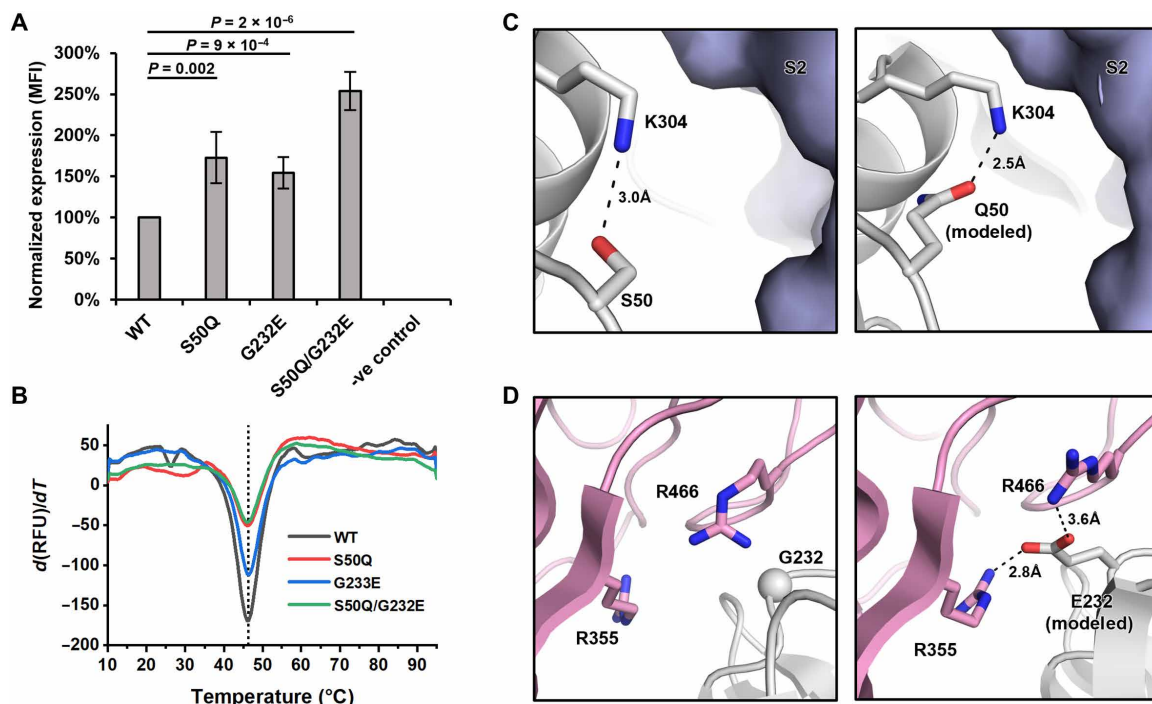 A
P = 2 × 10⁻⁶
P = 9 × 10⁻⁴
P = 0.002
Normalized expression (MFI)
300%
250%
200%
150%
100%
50%
0%
WT
S50Q
G232E
S50Q/G232E
-ve control
B
d(RFU)/dT
50
0
−50
−100
−150
−200
WT
S50Q
G233E
S50Q/G232E
10 20 30 40 50 60 70 80 90
Temperature (°C)
C
S2
K304
3.0Å
S50
S2
K304
2.5Å
Q50
(modeled)
D
R466
G232
R355
R466
3.6Å
2.8Å
E232
(modeled)
R355